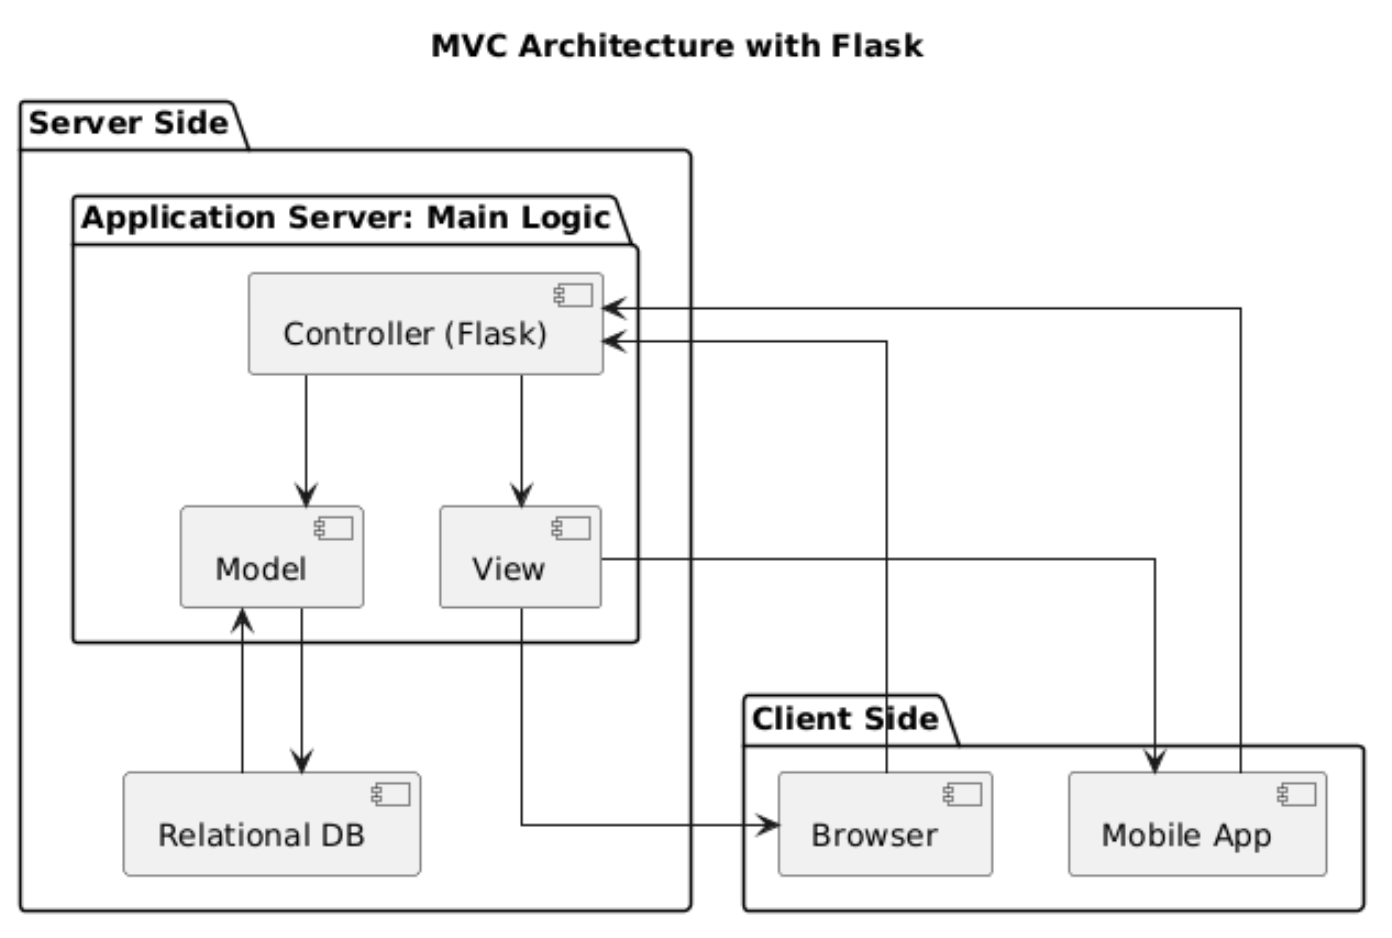 MVC Architecture with Flask
Server Side
Application Server: Main Logic
Controller (Flask)
Model
View
Relational DB
Client Side
Browser
Mobile App